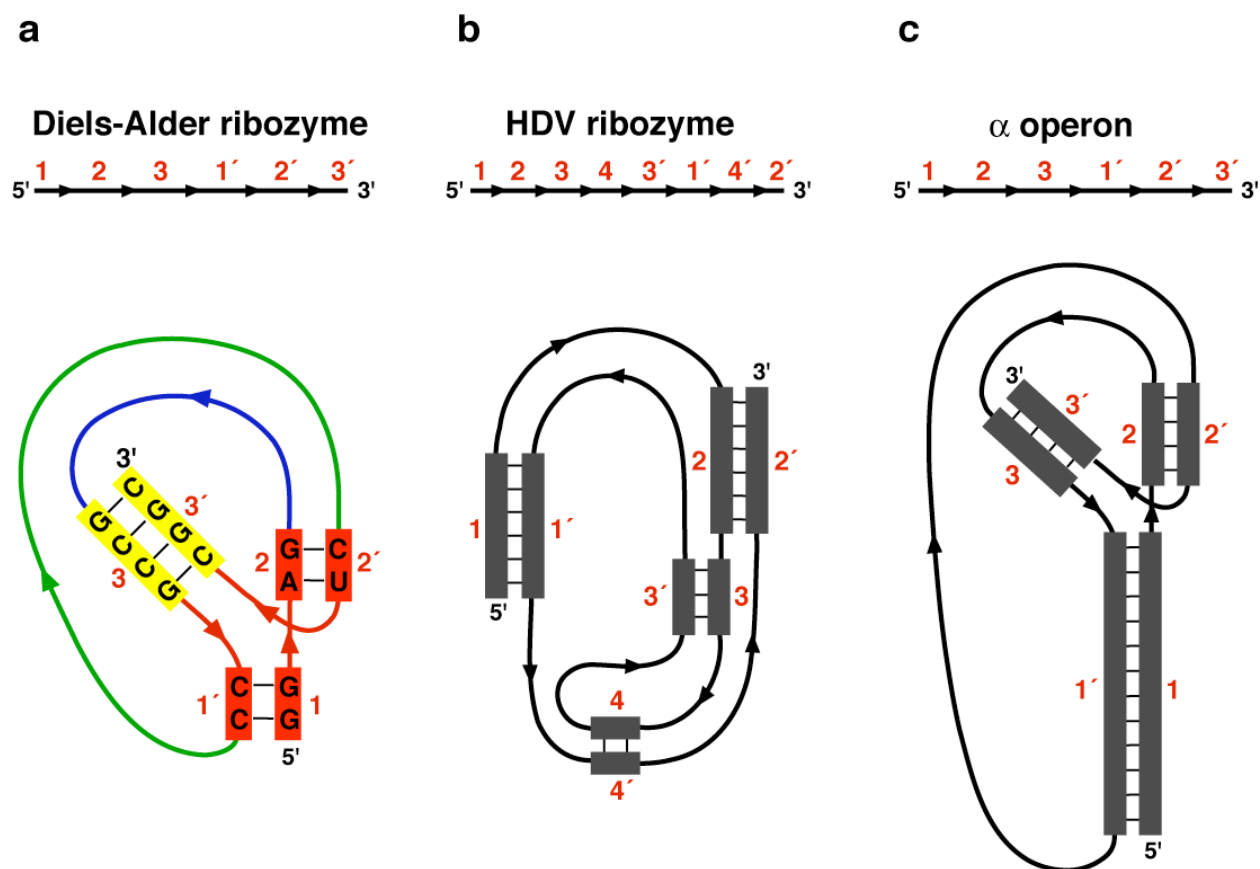 a
Diels-Alder ribozyme
1 2 3 1´ 2´ 3´
5' 3'
3'
C G G C
3´
G C C G
3
2
G C
A U
2´
1´
C G
C G
1
5'
b
HDV ribozyme
1 2 3 4 3´ 1´ 4´ 2´
5' 3'
3'
2 2´
1 1´
3´ 3
5'
4
4´
c
α operon
1 2 3 1´ 2´ 3´
5' 3'
3'
3´
2 2´
3
1´ 1
5'